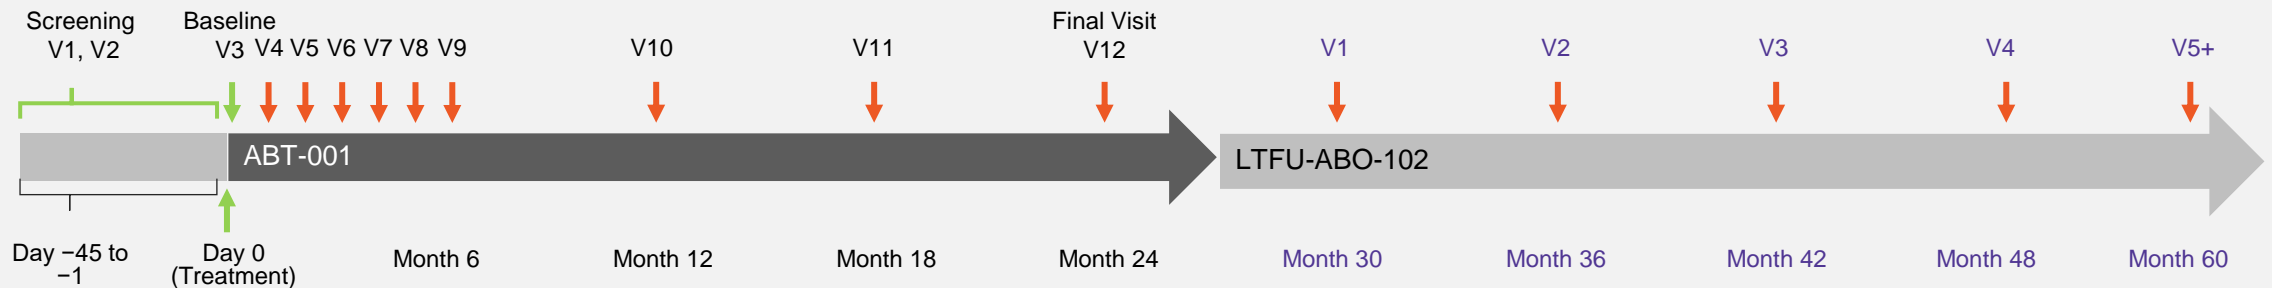 Screening
V1, V2
Baseline
V3 V4 V5 V6 V7 V8 V9
V10
V11
Final Visit
V12
V1
V2
V3
V4
V5+
ABT-001
LTFU-ABO-102
Day −45 to
−1
Day 0
(Treatment)
Month 6
Month 12
Month 18
Month 24
Month 30
Month 36
Month 42
Month 48
Month 60